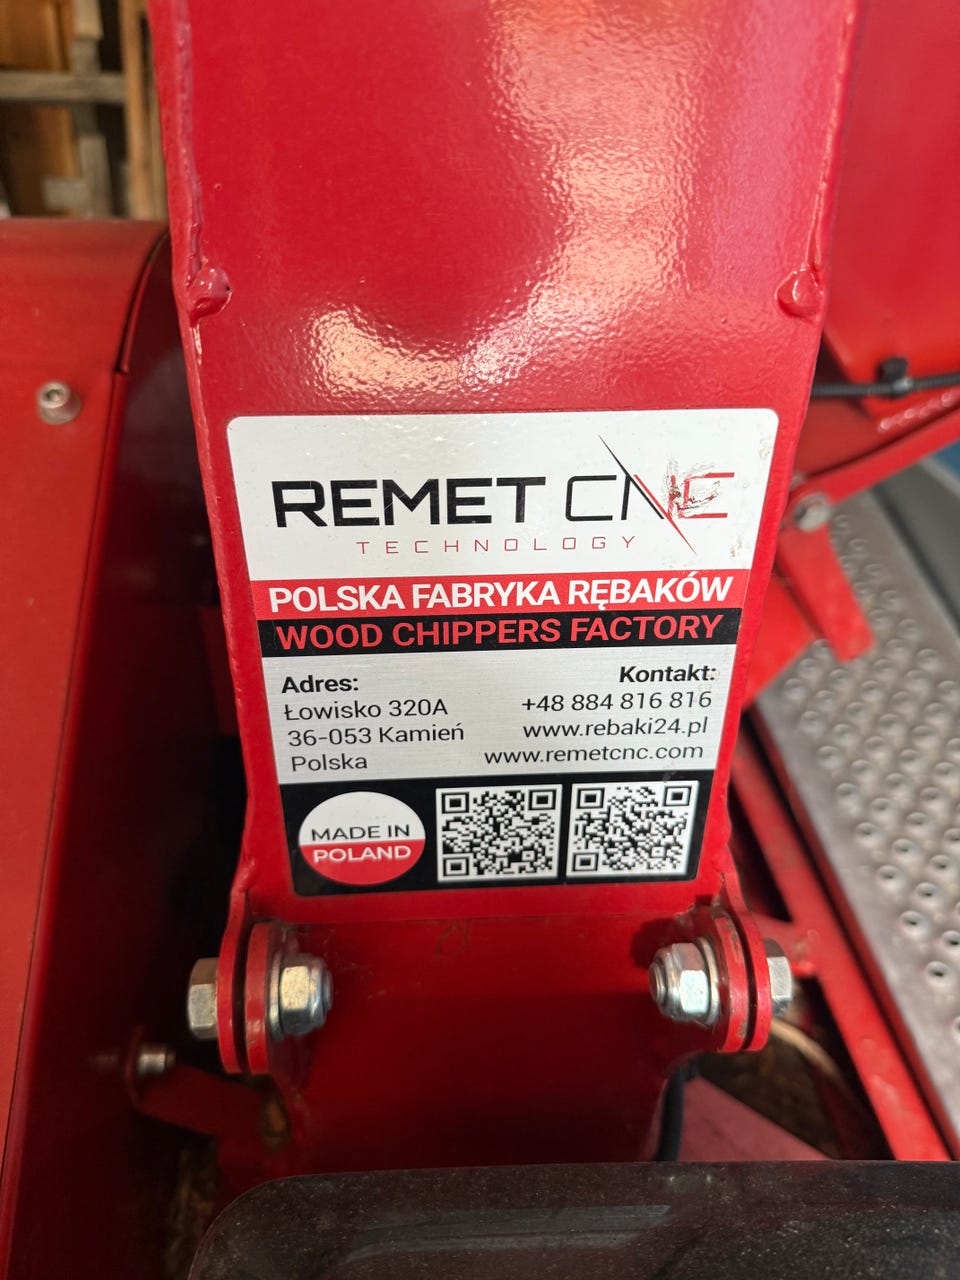 REMET CNC
TECHNOLOGY
POLSKA FABRYKA RĘBAKÓW
WOOD CHIPPERS FACTORY
Adres:
Łowisko 320A
36-053 Kamień
Polska
Kontakt:
+48 884 816 816
www.rebaki24.pl
www.remetcnc.com
MADE IN
POLAND